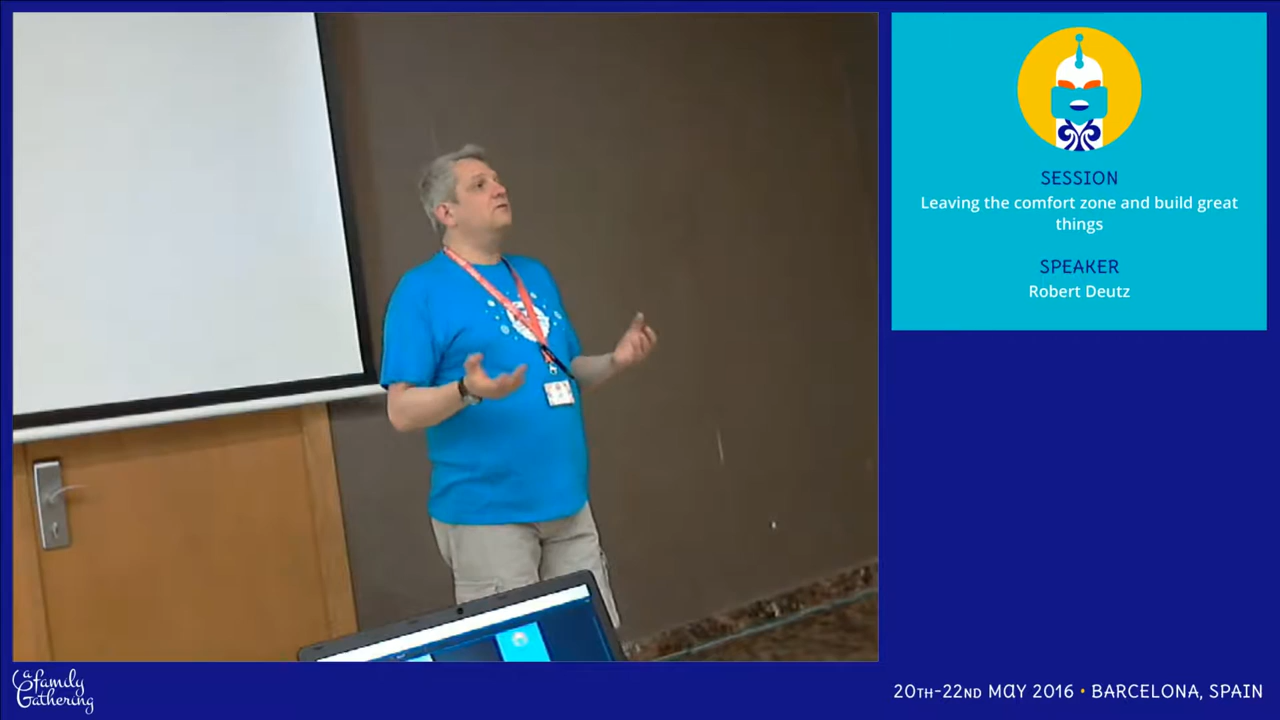 SESSION
Leaving the comfort zone and build great
things
SPEAKER
Robert Deutz
a
family
Gathering
20TH-22ND MAY 2016 • BARCELONA, SPAIN